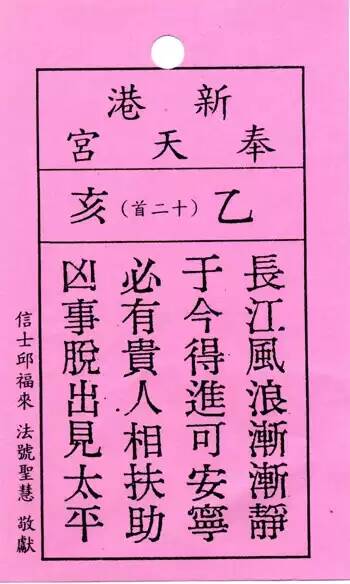 新港
奉天宮
乙（十二首）亥
長江風浪漸漸靜
于今得進可安寧
必有貴人相扶助
凶事脫出見太平
信士邱福來 法號聖慧 敬獻